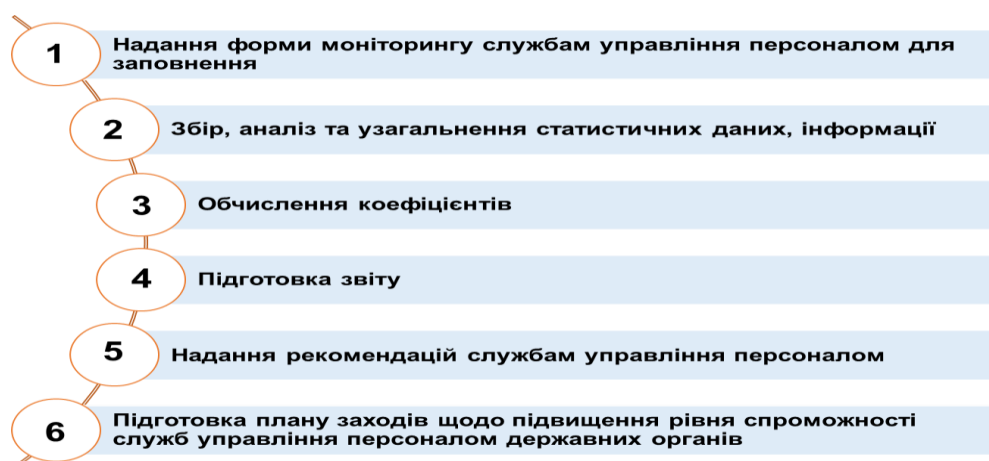 1
Надання форми моніторингу службам управління персоналом для
заповнення
2
Збір, аналіз та узагальнення статистичних даних, інформації
3
Обчислення коефіцієнтів
4
Підготовка звіту
5
Надання рекомендацій службам управління персоналом
6
Підготовка плану заходів щодо підвищення рівня спроможності
служб управління персоналом державних органів